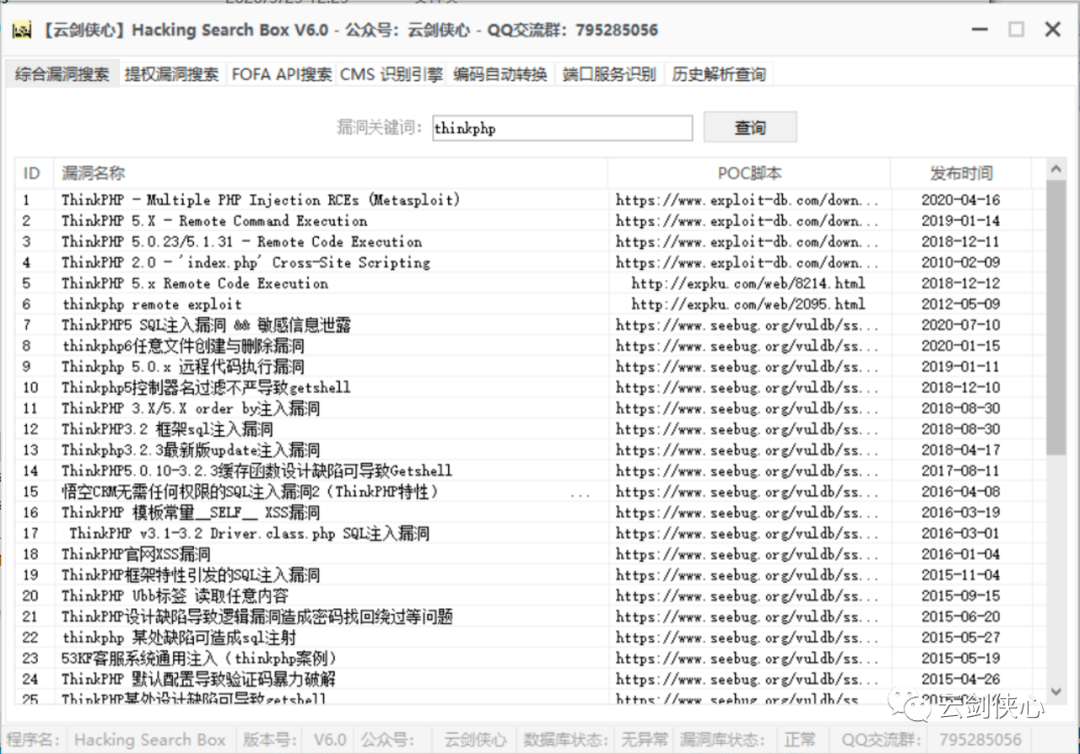 【云剑侠心】Hacking Search Box V6.0 - 公众号：云剑侠心 - QQ交流群：795285056
综合漏洞搜索 提权漏洞搜索 FOFA API搜索 CMS 识别引擎 编码自动转换 端口服务识别 历史解析查询
漏洞关键词： thinkphp 查询
ID 漏洞名称 POC脚本 发布时间
1 ThinkPHP - Multiple PHP Injection RCEs (Metasploit) https://www.exploit-db.com/down... 2020-04-16
2 ThinkPHP 5.X - Remote Command Execution https://www.exploit-db.com/down... 2019-01-14
3 ThinkPHP 5.0.23/5.1.31 - Remote Code Execution https://www.exploit-db.com/down... 2018-12-11
4 ThinkPHP 2.0 - 'index.php' Cross-Site Scripting https://www.exploit-db.com/down... 2010-02-09
5 ThinkPHP 5.x Remote Code Execution http://expku.com/web/8214.html 2018-12-12
6 thinkphp remote exploit http://expku.com/web/2095.html 2012-05-09
7 ThinkPHP5 SQL注入漏洞 && 敏感信息泄露 https://www.seebug.org/vuldb/ss... 2020-07-10
8 thinkphp6任意文件创建与删除漏洞 https://www.seebug.org/vuldb/ss... 2020-01-15
9 Thinkphp 5.0.x 远程代码执行漏洞 https://www.seebug.org/vuldb/ss... 2019-01-11
10 Thinkphp5控制器名过滤不严导致getshell https://www.seebug.org/vuldb/ss... 2018-12-10
11 ThinkPHP 3.X/5.X order by注入漏洞 https://www.seebug.org/vuldb/ss... 2018-08-30
12 ThinkPHP3.2 框架sql注入漏洞 https://www.seebug.org/vuldb/ss... 2018-08-30
13 Thinkphp3.2.3最新版update注入漏洞 https://www.seebug.org/vuldb/ss... 2018-04-17
14 ThinkPHP5.0.10-3.2.3缓存函数设计缺陷可导致Getshell https://www.seebug.org/vuldb/ss... 2017-08-11
15 悟空CRM无需任何权限的SQL注入漏洞2（ThinkPHP特性） ... https://www.seebug.org/vuldb/ss... 2016-04-08
16 ThinkPHP 模板常量__SELF__ XSS漏洞 https://www.seebug.org/vuldb/ss... 2016-03-19
17 ThinkPHP v3.1-3.2 Driver.class.php SQL注入漏洞 https://www.seebug.org/vuldb/ss... 2016-03-01
18 ThinkPHP官网XSS漏洞 https://www.seebug.org/vuldb/ss... 2016-01-04
19 ThinkPHP框架特性引发的SQL注入漏洞 https://www.seebug.org/vuldb/ss... 2015-11-04
20 ThinkPHP Ubb标签 读取任意内容 https://www.seebug.org/vuldb/ss... 2015-09-15
21 ThinkPHP设计缺陷导致逻辑漏洞造成密码找回绕过等问题 https://www.seebug.org/vuldb/ss... 2015-06-20
22 thinkphp 某处缺陷可造成sql注射 https://www.seebug.org/vuldb/ss... 2015-05-27
23 53KF客服系统通用注入（thinkphp案例） https://www.seebug.org/vuldb/ss... 2015-05-19
24 ThinkPHP 默认配置导致验证码暴力破解 https://www.seebug.org/vuldb/ss... 2015-04-26
25 ThinkPHP某处设计缺陷可导致getshell https://www.seebug.org/vuldb/ss...
云剑侠心
程序名： Hacking Search Box 版本号： V6.0 公众号： 云剑侠心 数据库状态： 无异常 漏洞库状态： 正常 QQ交流群： 795285056